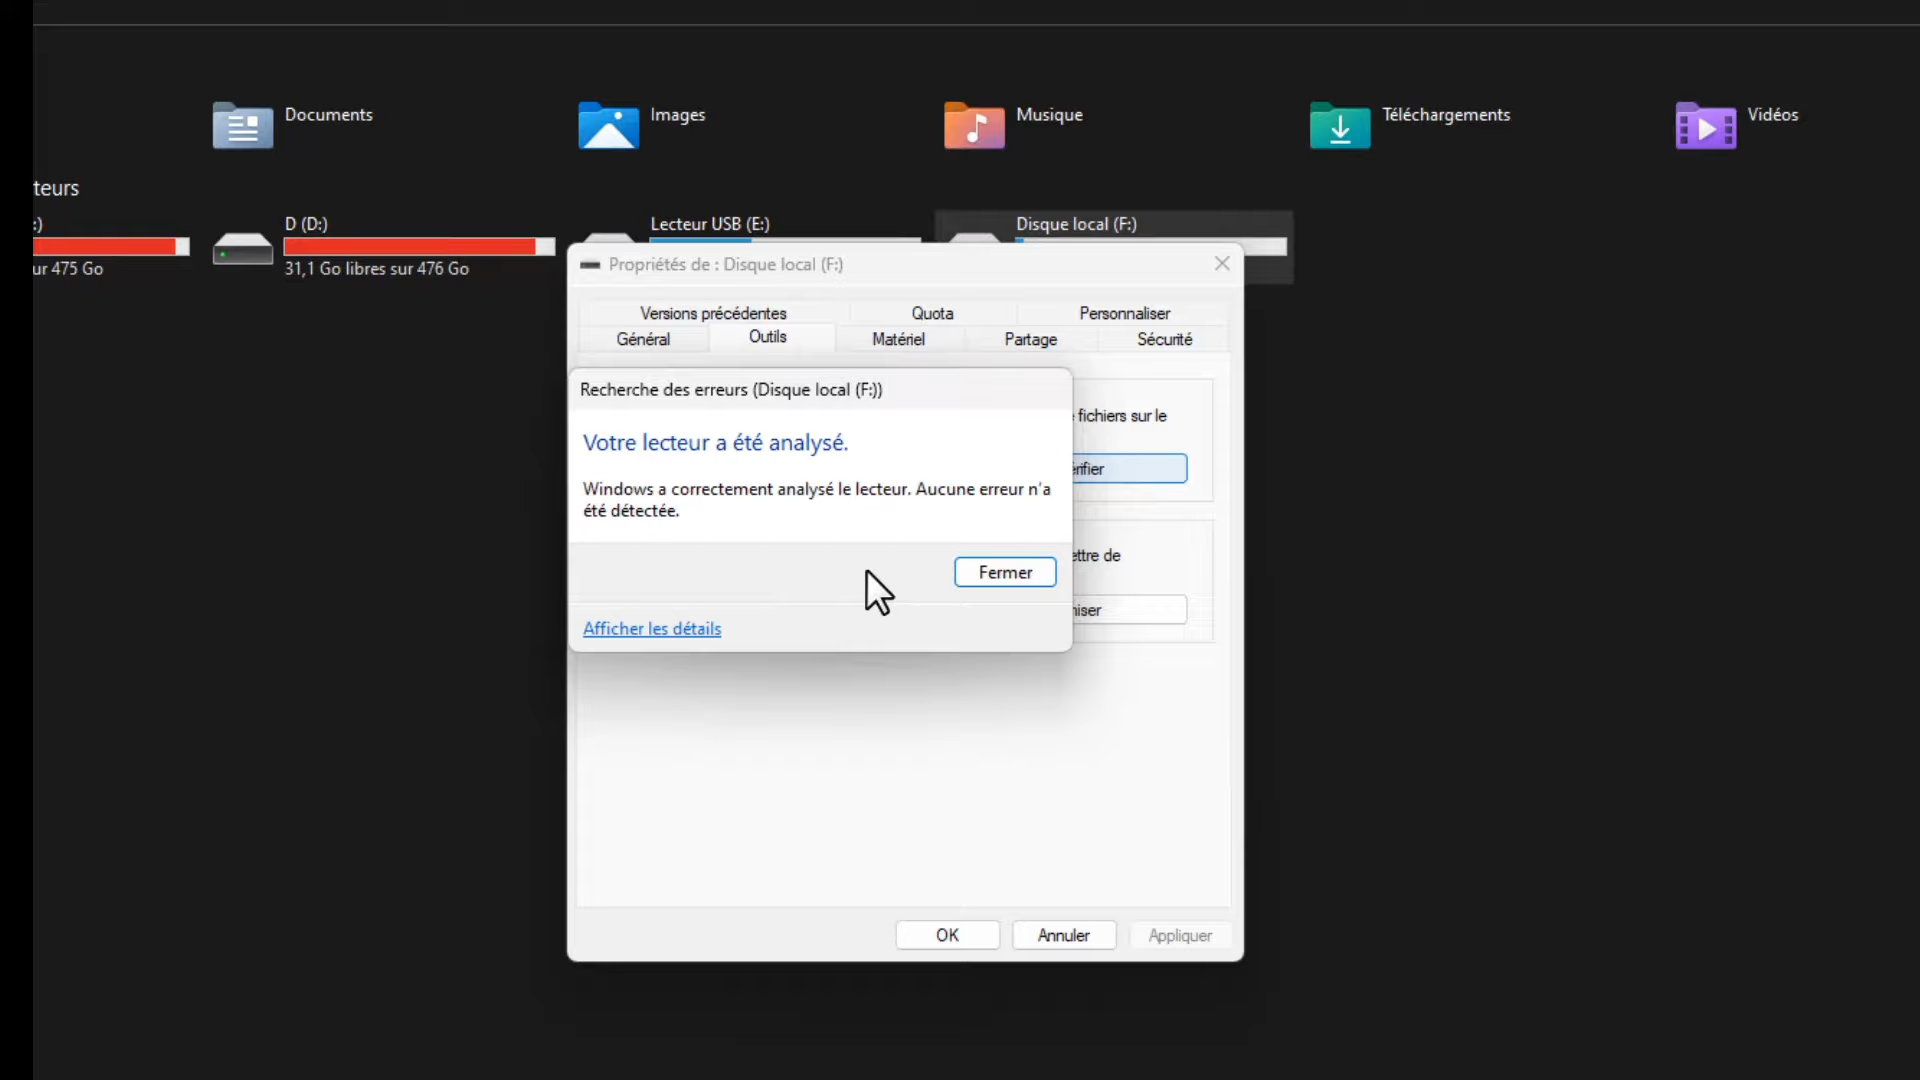 Documents
Images
Musique
Téléchargements
Vidéos
teurs
:)
D (D:)
Lecteur USB (E:)
Disque local (F:)
ur 475 Go
31,1 Go libres sur 476 Go
Propriétés de : Disque local (F:)
Versions précédentes
Quota
Personnaliser
Général
Outils
Matériel
Partage
Sécurité
Recherche des erreurs (Disque local (F:))
fichiers sur le
Votre lecteur a été analysé.
érifier
Windows a correctement analysé le lecteur. Aucune erreur n'a
été détectée.
ettre de
Fermer
niser
Afficher les détails
OK
Annuler
Appliquer